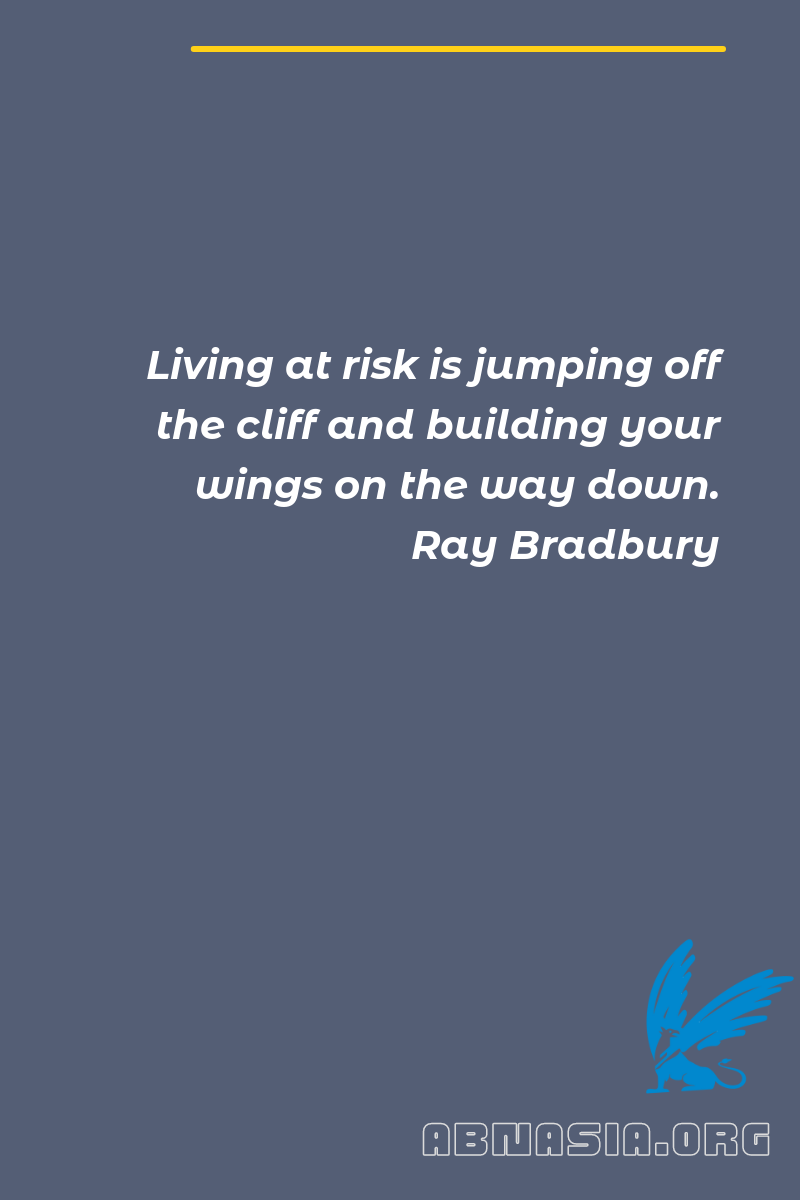 Living at risk is jumping off
the cliff and building your
wings on the way down.
Ray Bradbury
ABNASIA.ORG